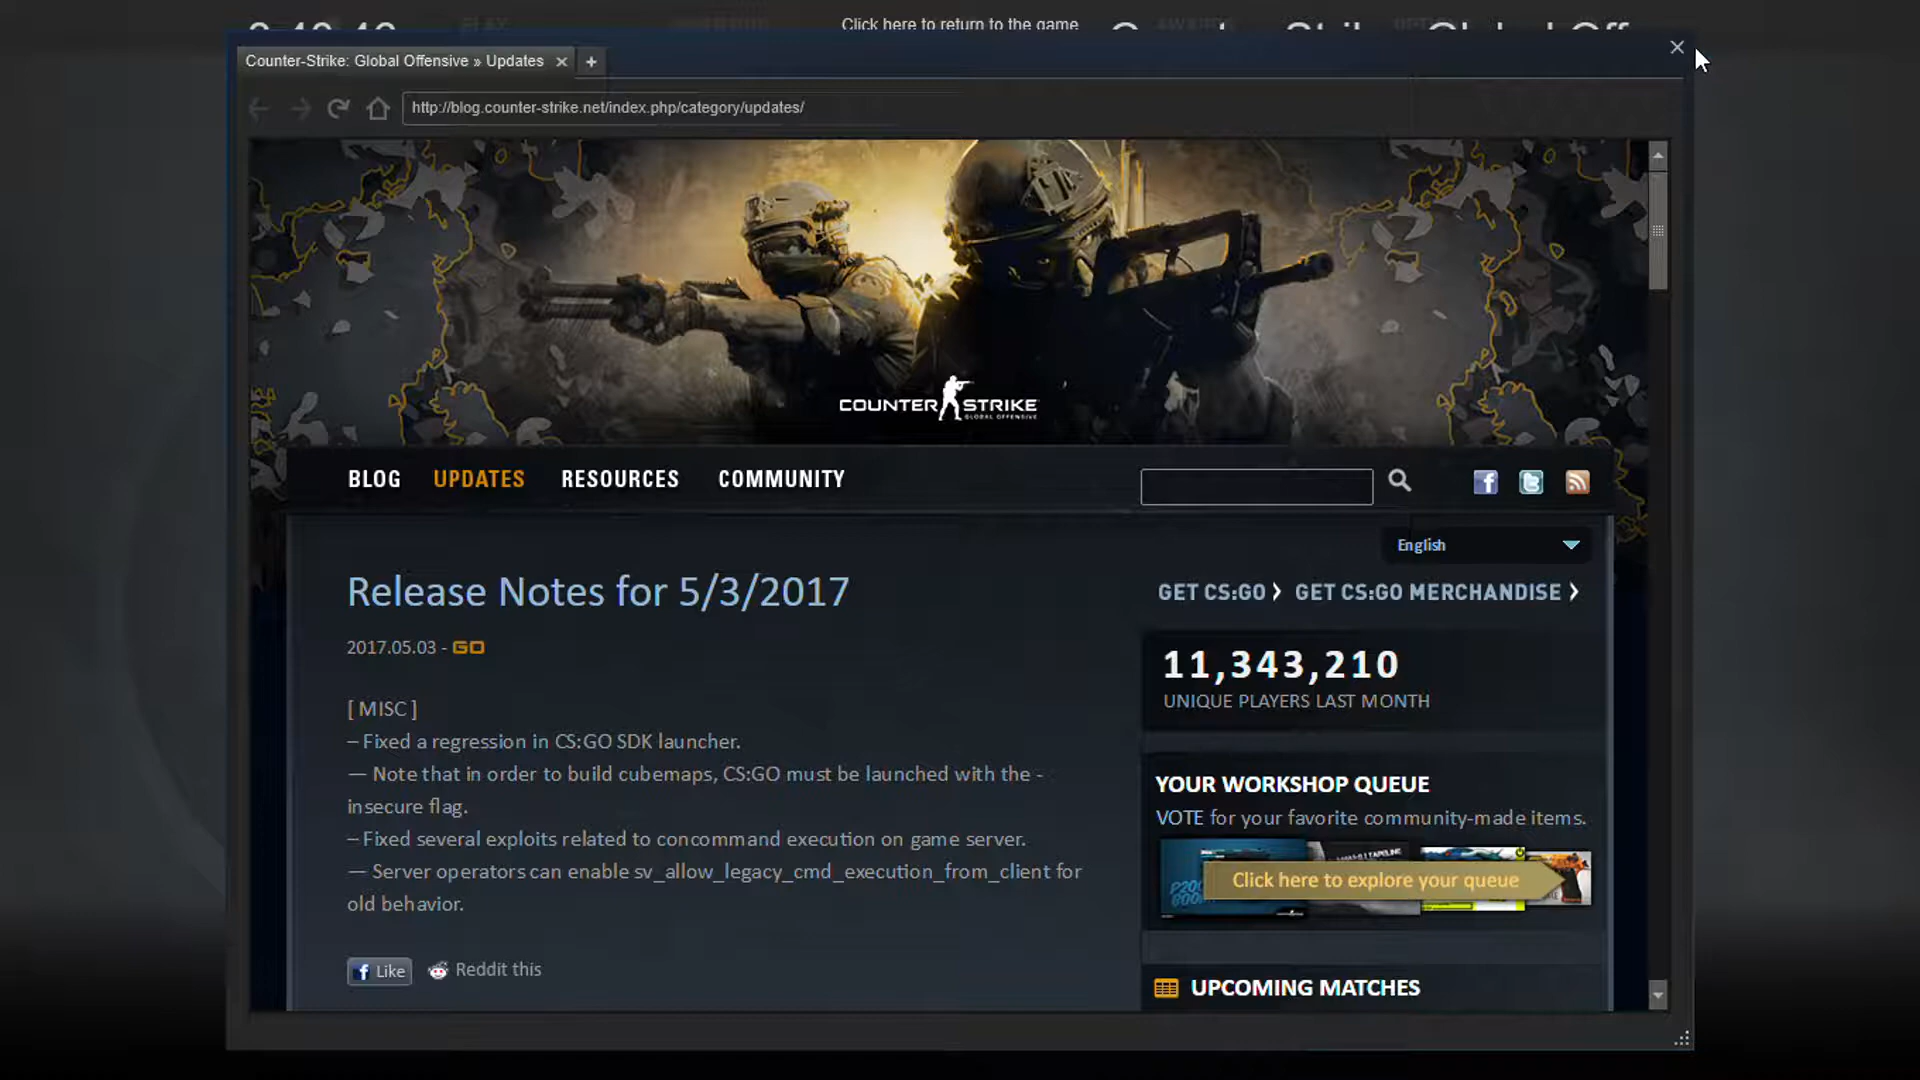 Click here to return to the game
Counter-Strike: Global Offensive » Updates
http://blog.counter-strike.net/index.php/category/updates/
COUNTER STRIKE
GLOBAL OFFENSIVE
BLOG UPDATES RESOURCES COMMUNITY
English
Release Notes for 5/3/2017
GET CS:GO GET CS:GO MERCHANDISE
2017.05.03 - GO
11,343,210
UNIQUE PLAYERS LAST MONTH
[ MISC ]
– Fixed a regression in CS:GO SDK launcher.
— Note that in order to build cubemaps, CS:GO must be launched with the -
insecure flag.
– Fixed several exploits related to concommand execution on game server.
— Server operators can enable sv_allow_legacy_cmd_execution_from_client for
old behavior.
YOUR WORKSHOP QUEUE
VOTE for your favorite community-made items.
Click here to explore your queue
Like Reddit this
UPCOMING MATCHES